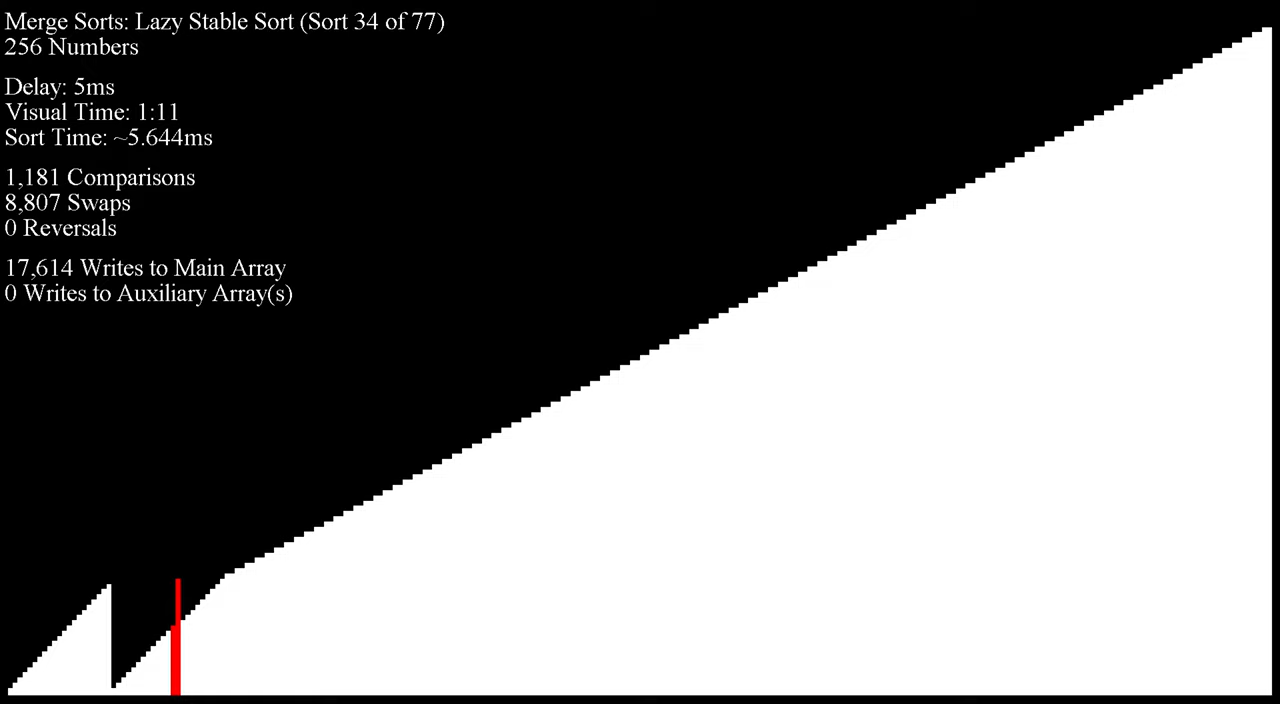 Merge Sorts: Lazy Stable Sort (Sort 34 of 77)
256 Numbers
Delay: 5ms
Visual Time: 1:11
Sort Time: ~5.644ms
1,181 Comparisons
8,807 Swaps
0 Reversals
17,614 Writes to Main Array
0 Writes to Auxiliary Array(s)